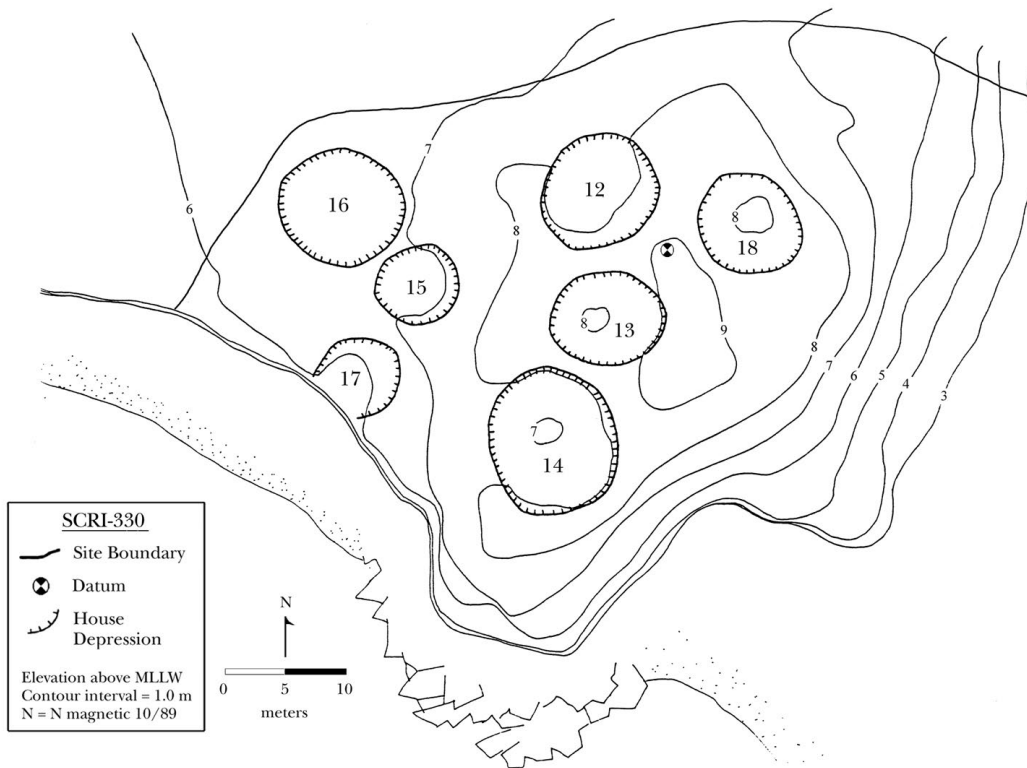 7
6
16
12
8
8
18
15
8
13
9
17
8
7
6
5
4
3
7
14
SCRI-330
Site Boundary
Datum
House
Depression
Elevation above MLLW
Contour interval = 1.0 m
N = N magnetic 10/89
N
0 5 10
meters